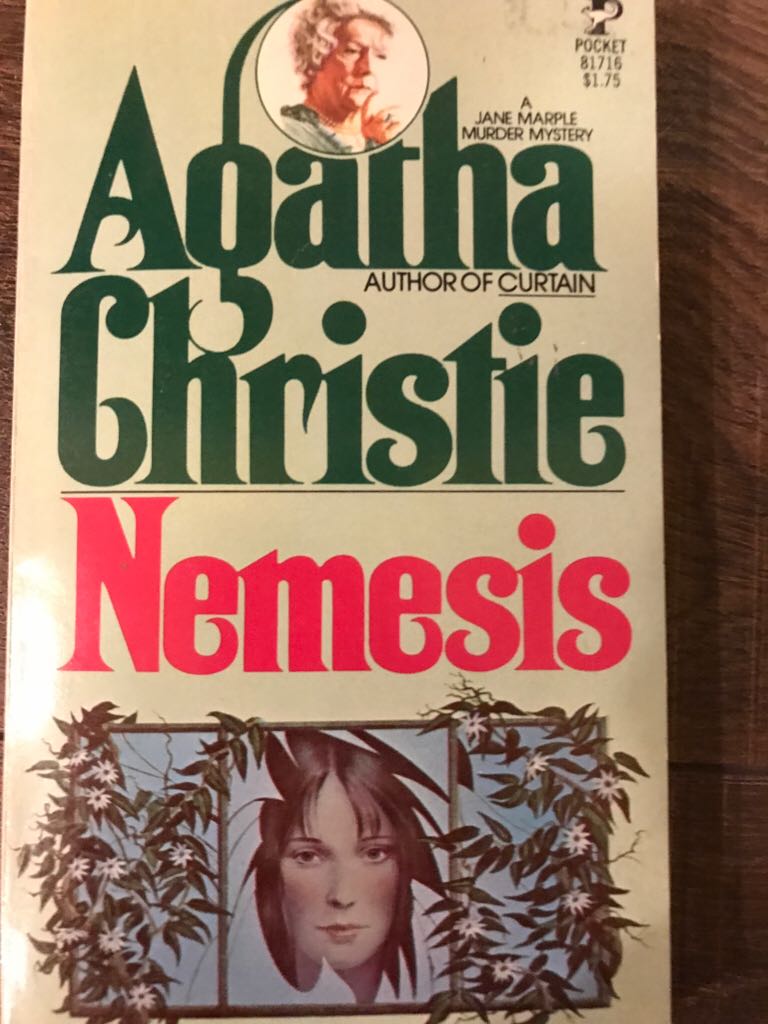 POCKET
81716
$1.75
A
JANE MARPLE
MURDER MYSTERY
Agatha
AUTHOR OF CURTAIN
Christie
Nemesis